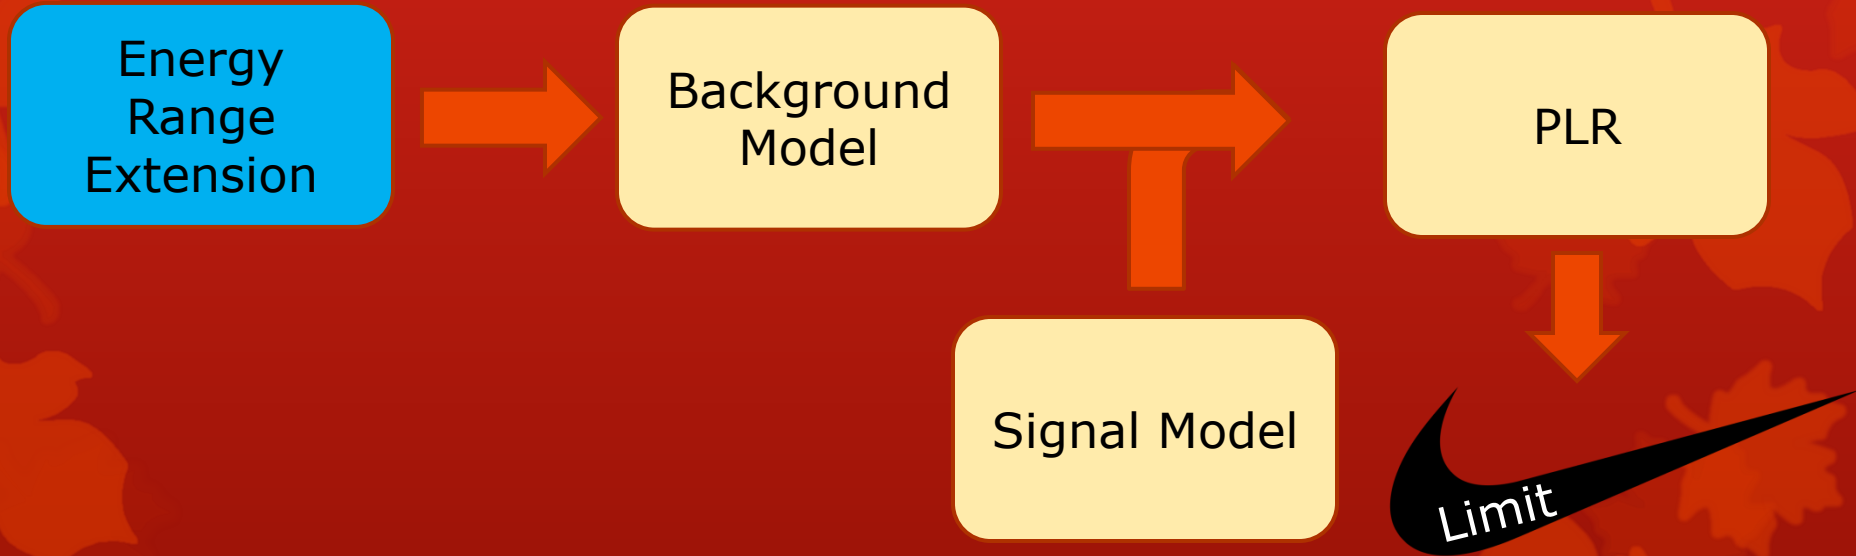 Energy
Range
Extension
Background
Model
PLR
Signal Model
Limit